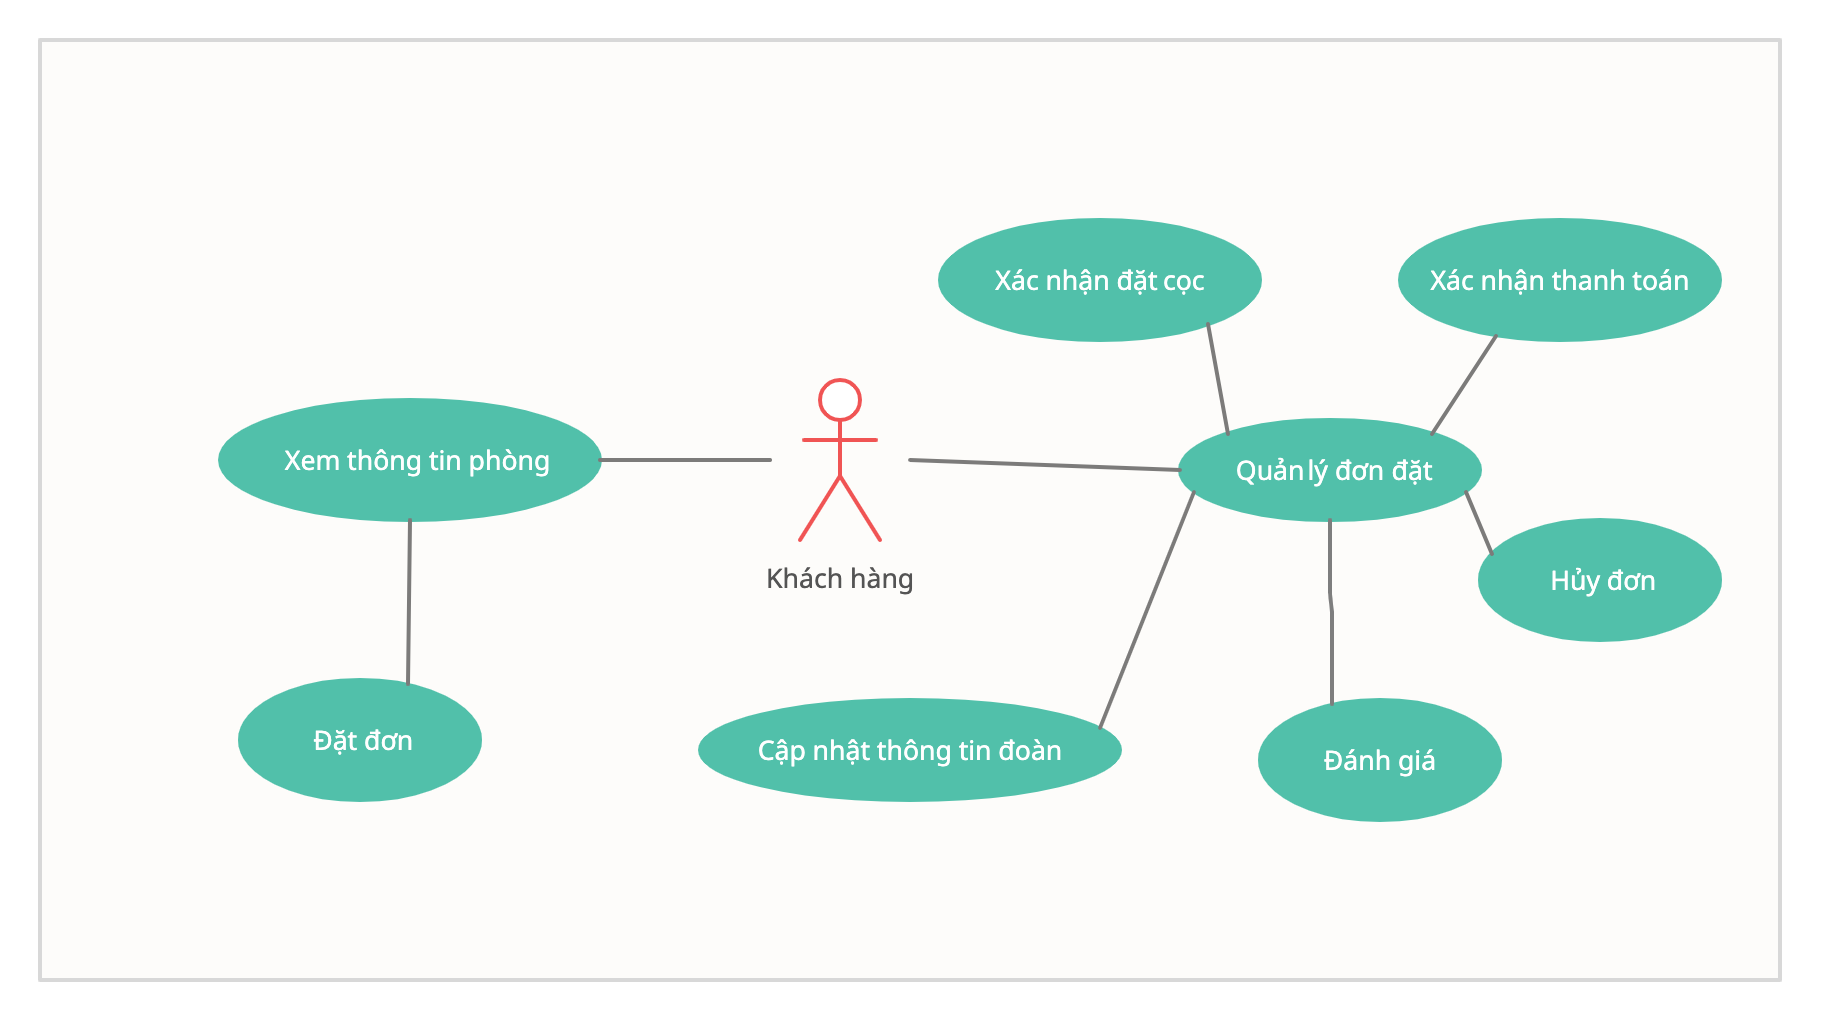 Xác nhận đặt cọc
Xác nhận thanh toán
Xem thông tin phòng
Quản lý đơn đặt
Khách hàng
Hủy đơn
Đặt đơn
Cập nhật thông tin đoàn
Đánh giá